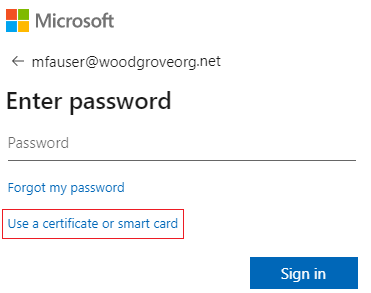 Microsoft
← mfauser@woodgroveorg.net
Enter password
Password
Forgot my password
Use a certificate or smart card
Sign in